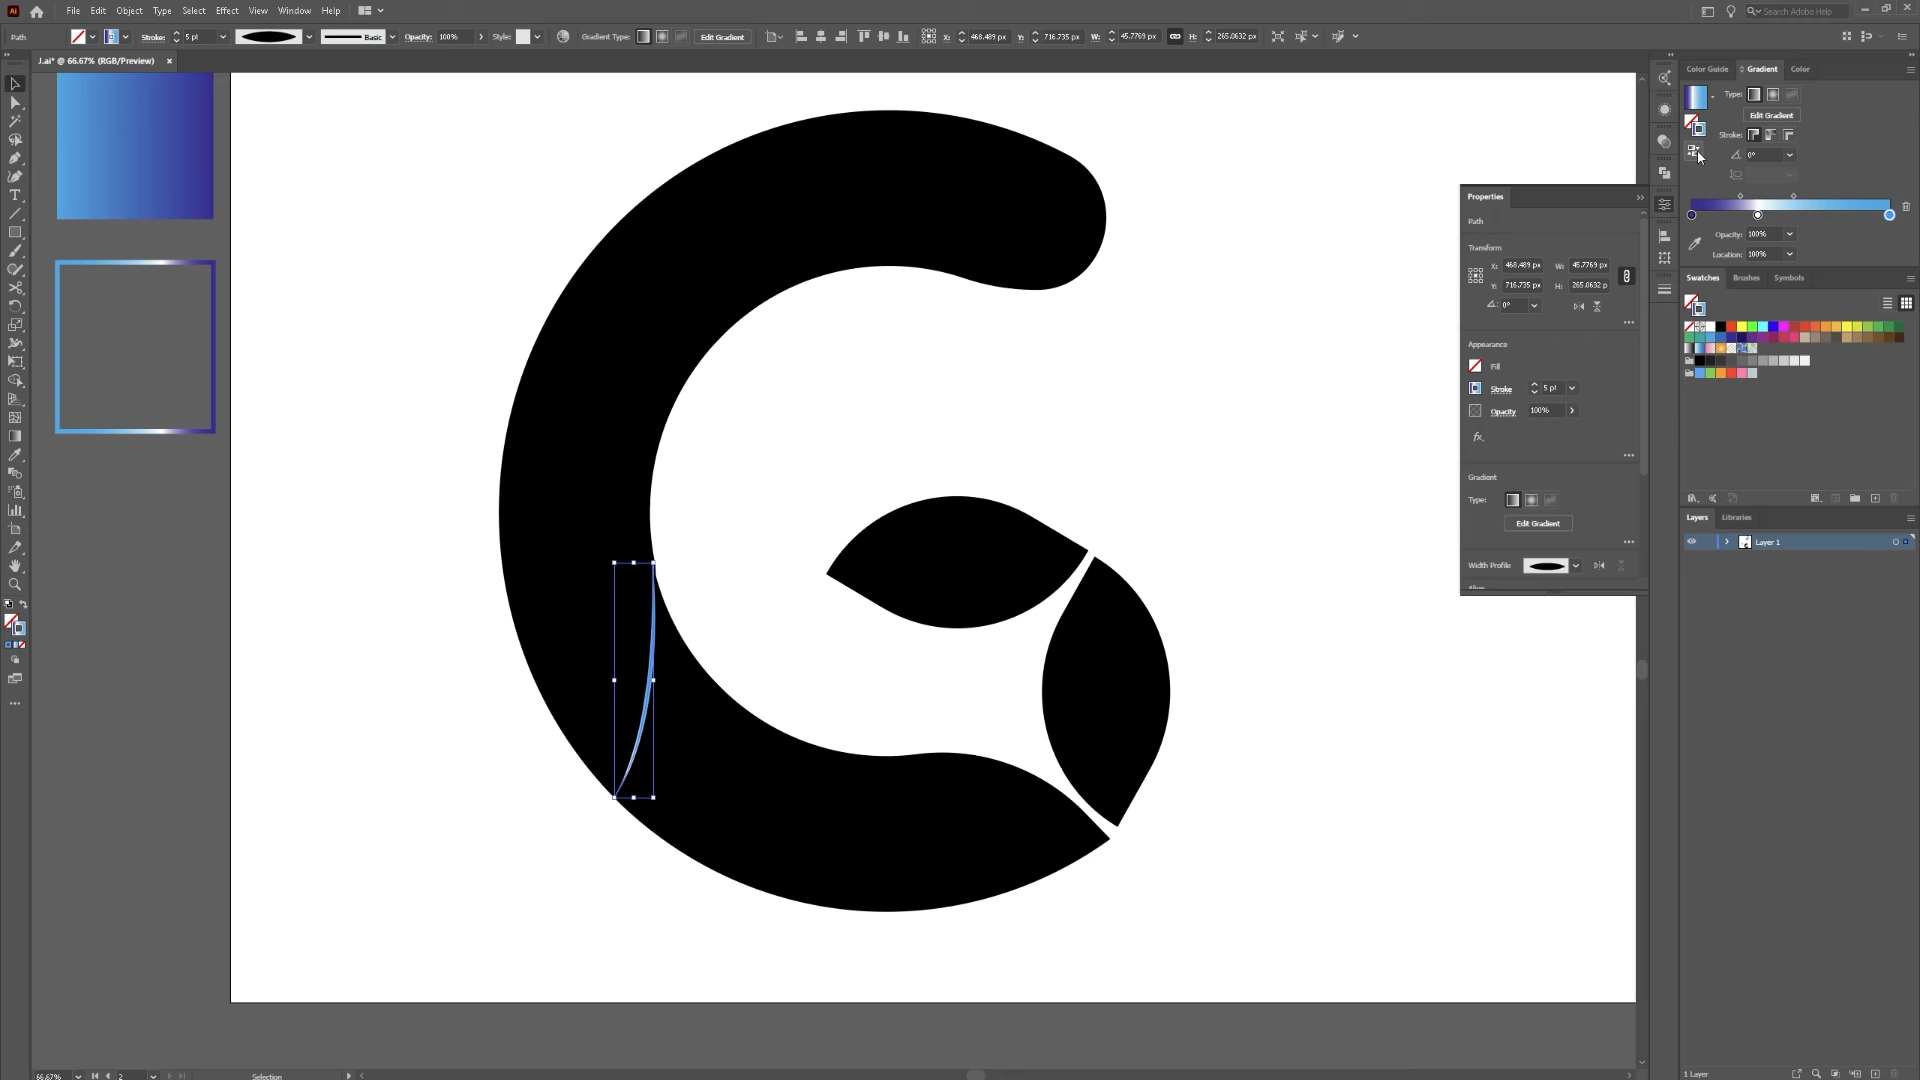 Ai File Edit Object Type Select Effect View Window Help Search Adobe Help
Path Stroke: 5 pt Basic Opacity: 100% Style: Gradient Type: Edit Gradient X: 468.489 px Y: 716.735 px W: 45.7769 px H: 265.0632 px
J.ai* @ 66.67% (RGB/Preview)
Color Guide Gradient Color
Type:
Edit Gradient
Stroke:
0°
Opacity: 100%
Location: 100%
Swatches Brushes Symbols
Properties
Path
Transform
X: 468.489 px W: 45.7769 px
Y: 716.735 px H: 265.0632 p
0°
Appearance
Fill
Stroke 5 pt
Opacity 100%
fx.
Gradient
Type:
Edit Gradient
Width Profile
Align
Layers Libraries
Layer 1
66.67% 2 Selection
1 Layer